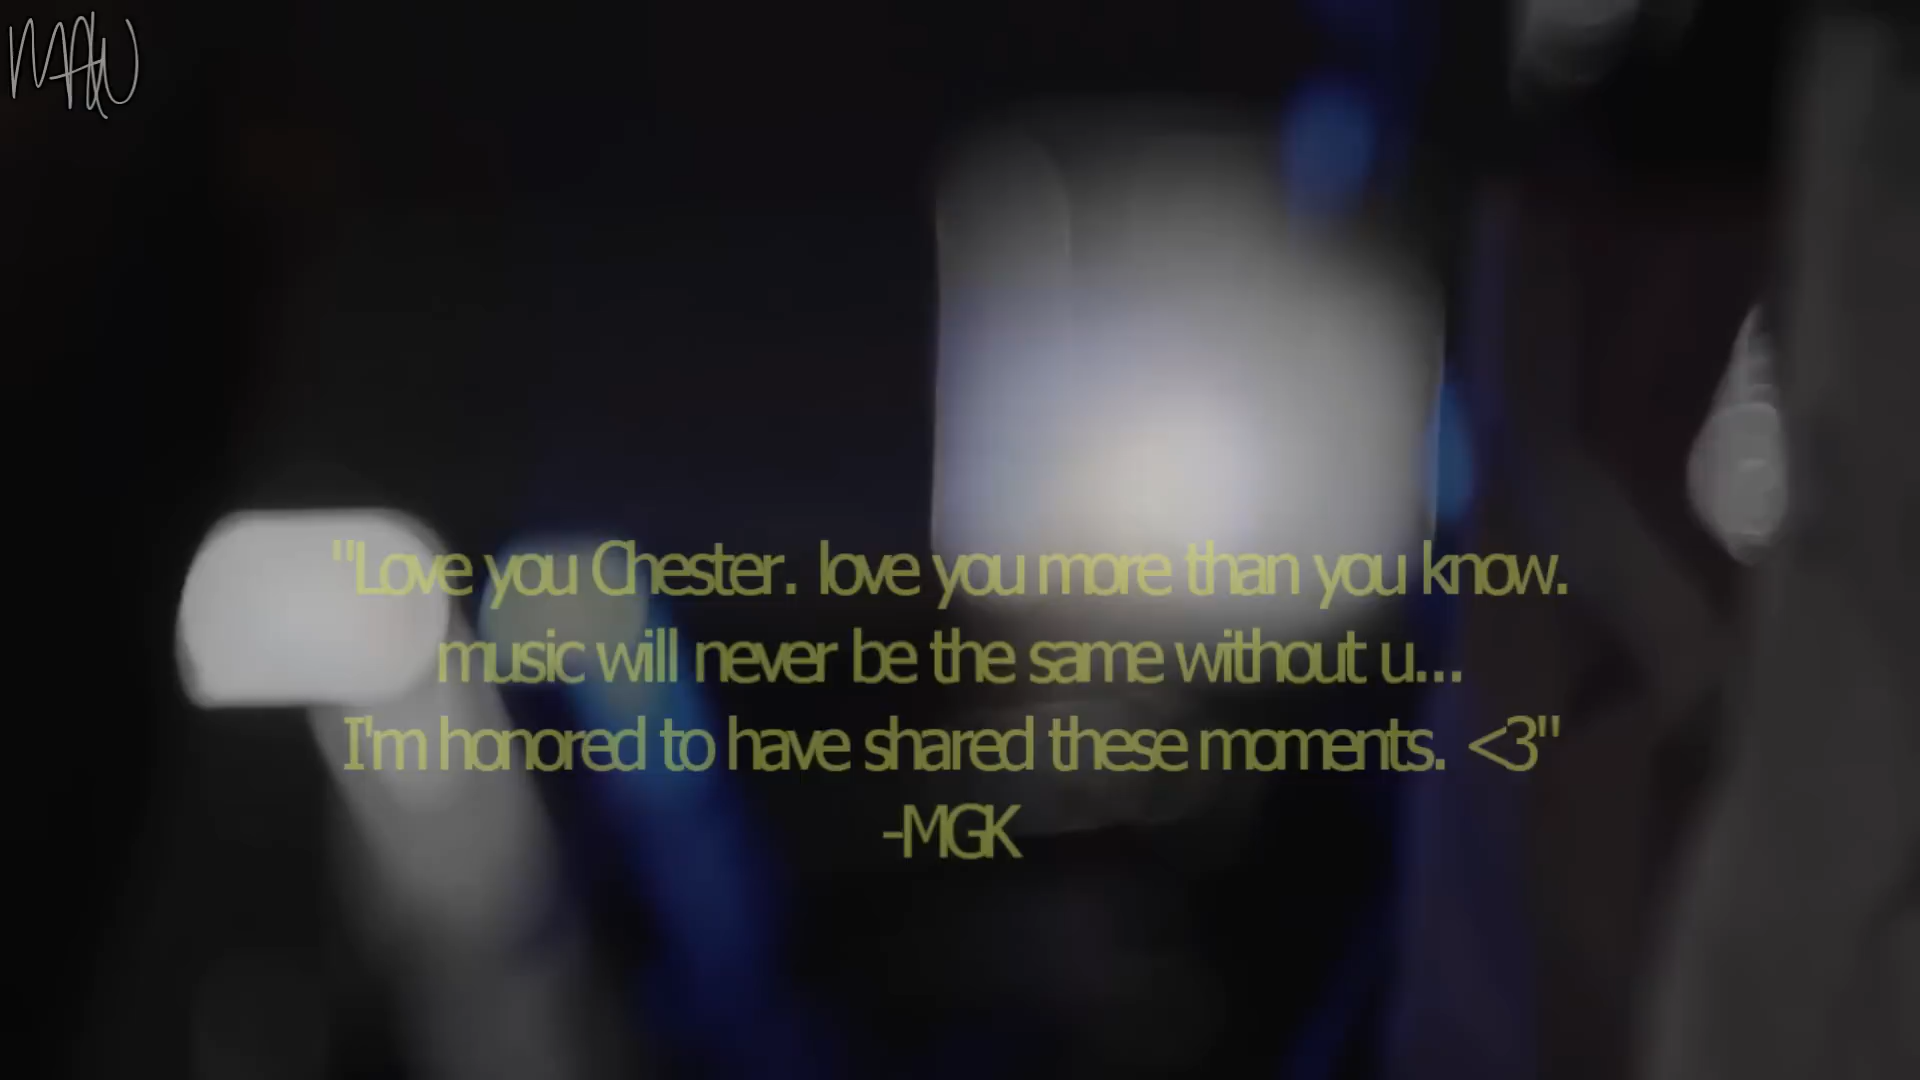 "Love you Chester. love you more than you know.
music will never be the same without u...
I'm honored to have shared these moments. <3"
-MGK